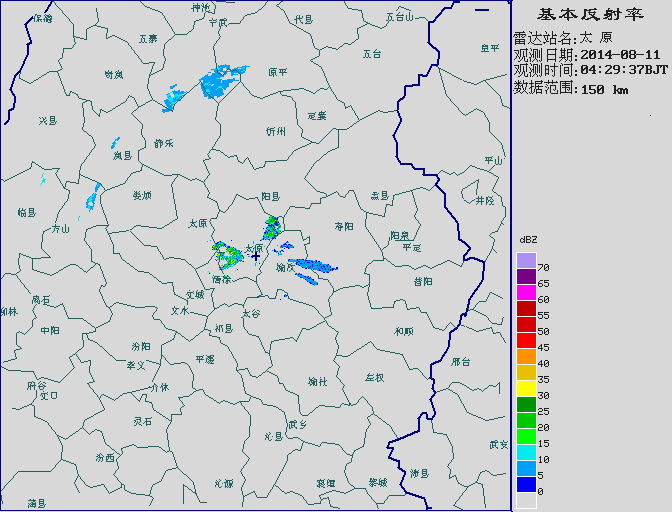 基本反射率
雷达站名:太 原
观测日期:2014-08-11
观测时间:04:29:37BJT
数据范围:150 km
保德
神池
宁武
代县
五台山
五寨
五台
阜平
岢岚
原平
兴县
定襄
忻州
静乐
岚县
平山
娄烦
阳县
盂县
井陉
临县
方山
太原
寿阳
阳泉
平定
太原
榆次
清徐
昔阳
文城
离石
柳林
文水
太谷
祁县
中阳
和顺
汾阳
平遥
孝义
邢台
介休
榆社
左权
隰谷
交口
灵石
武乡
沁县
武安
汾西
沁源
襄垣
黎城
涉县
蒲县
dBZ
70
65
60
55
50
45
40
35
30
25
20
15
10
5
0